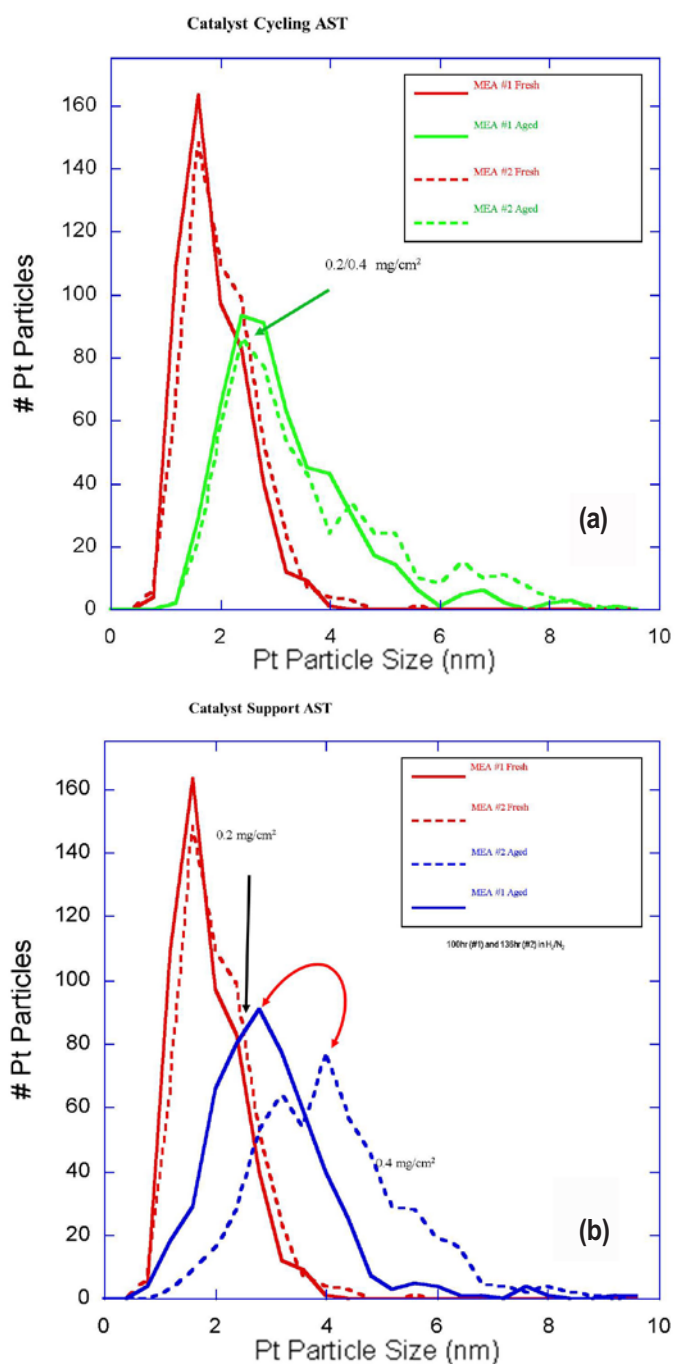 Catalyst Cycling AST
160
140
120
100
80
60
40
20
0
# Pt Particles
MEA #1 Fresh
MEA #1 Aged
MEA #2 Fresh
MEA #2 Aged
0.2/0.4 mg/cm²
(a)
0 2 4 6 8 10
Pt Particle Size (nm)
Catalyst Support AST
160
140
120
100
80
60
40
20
0
# Pt Particles
MEA #1 Fresh
MEA #2 Fresh
MEA #2 Aged
MEA #1 Aged
100hr (#1) and 136hr (#2) in H₂/N₂
0.2 mg/cm²
0.4 mg/cm²
(b)
0 2 4 6 8 10
Pt Particle Size (nm)